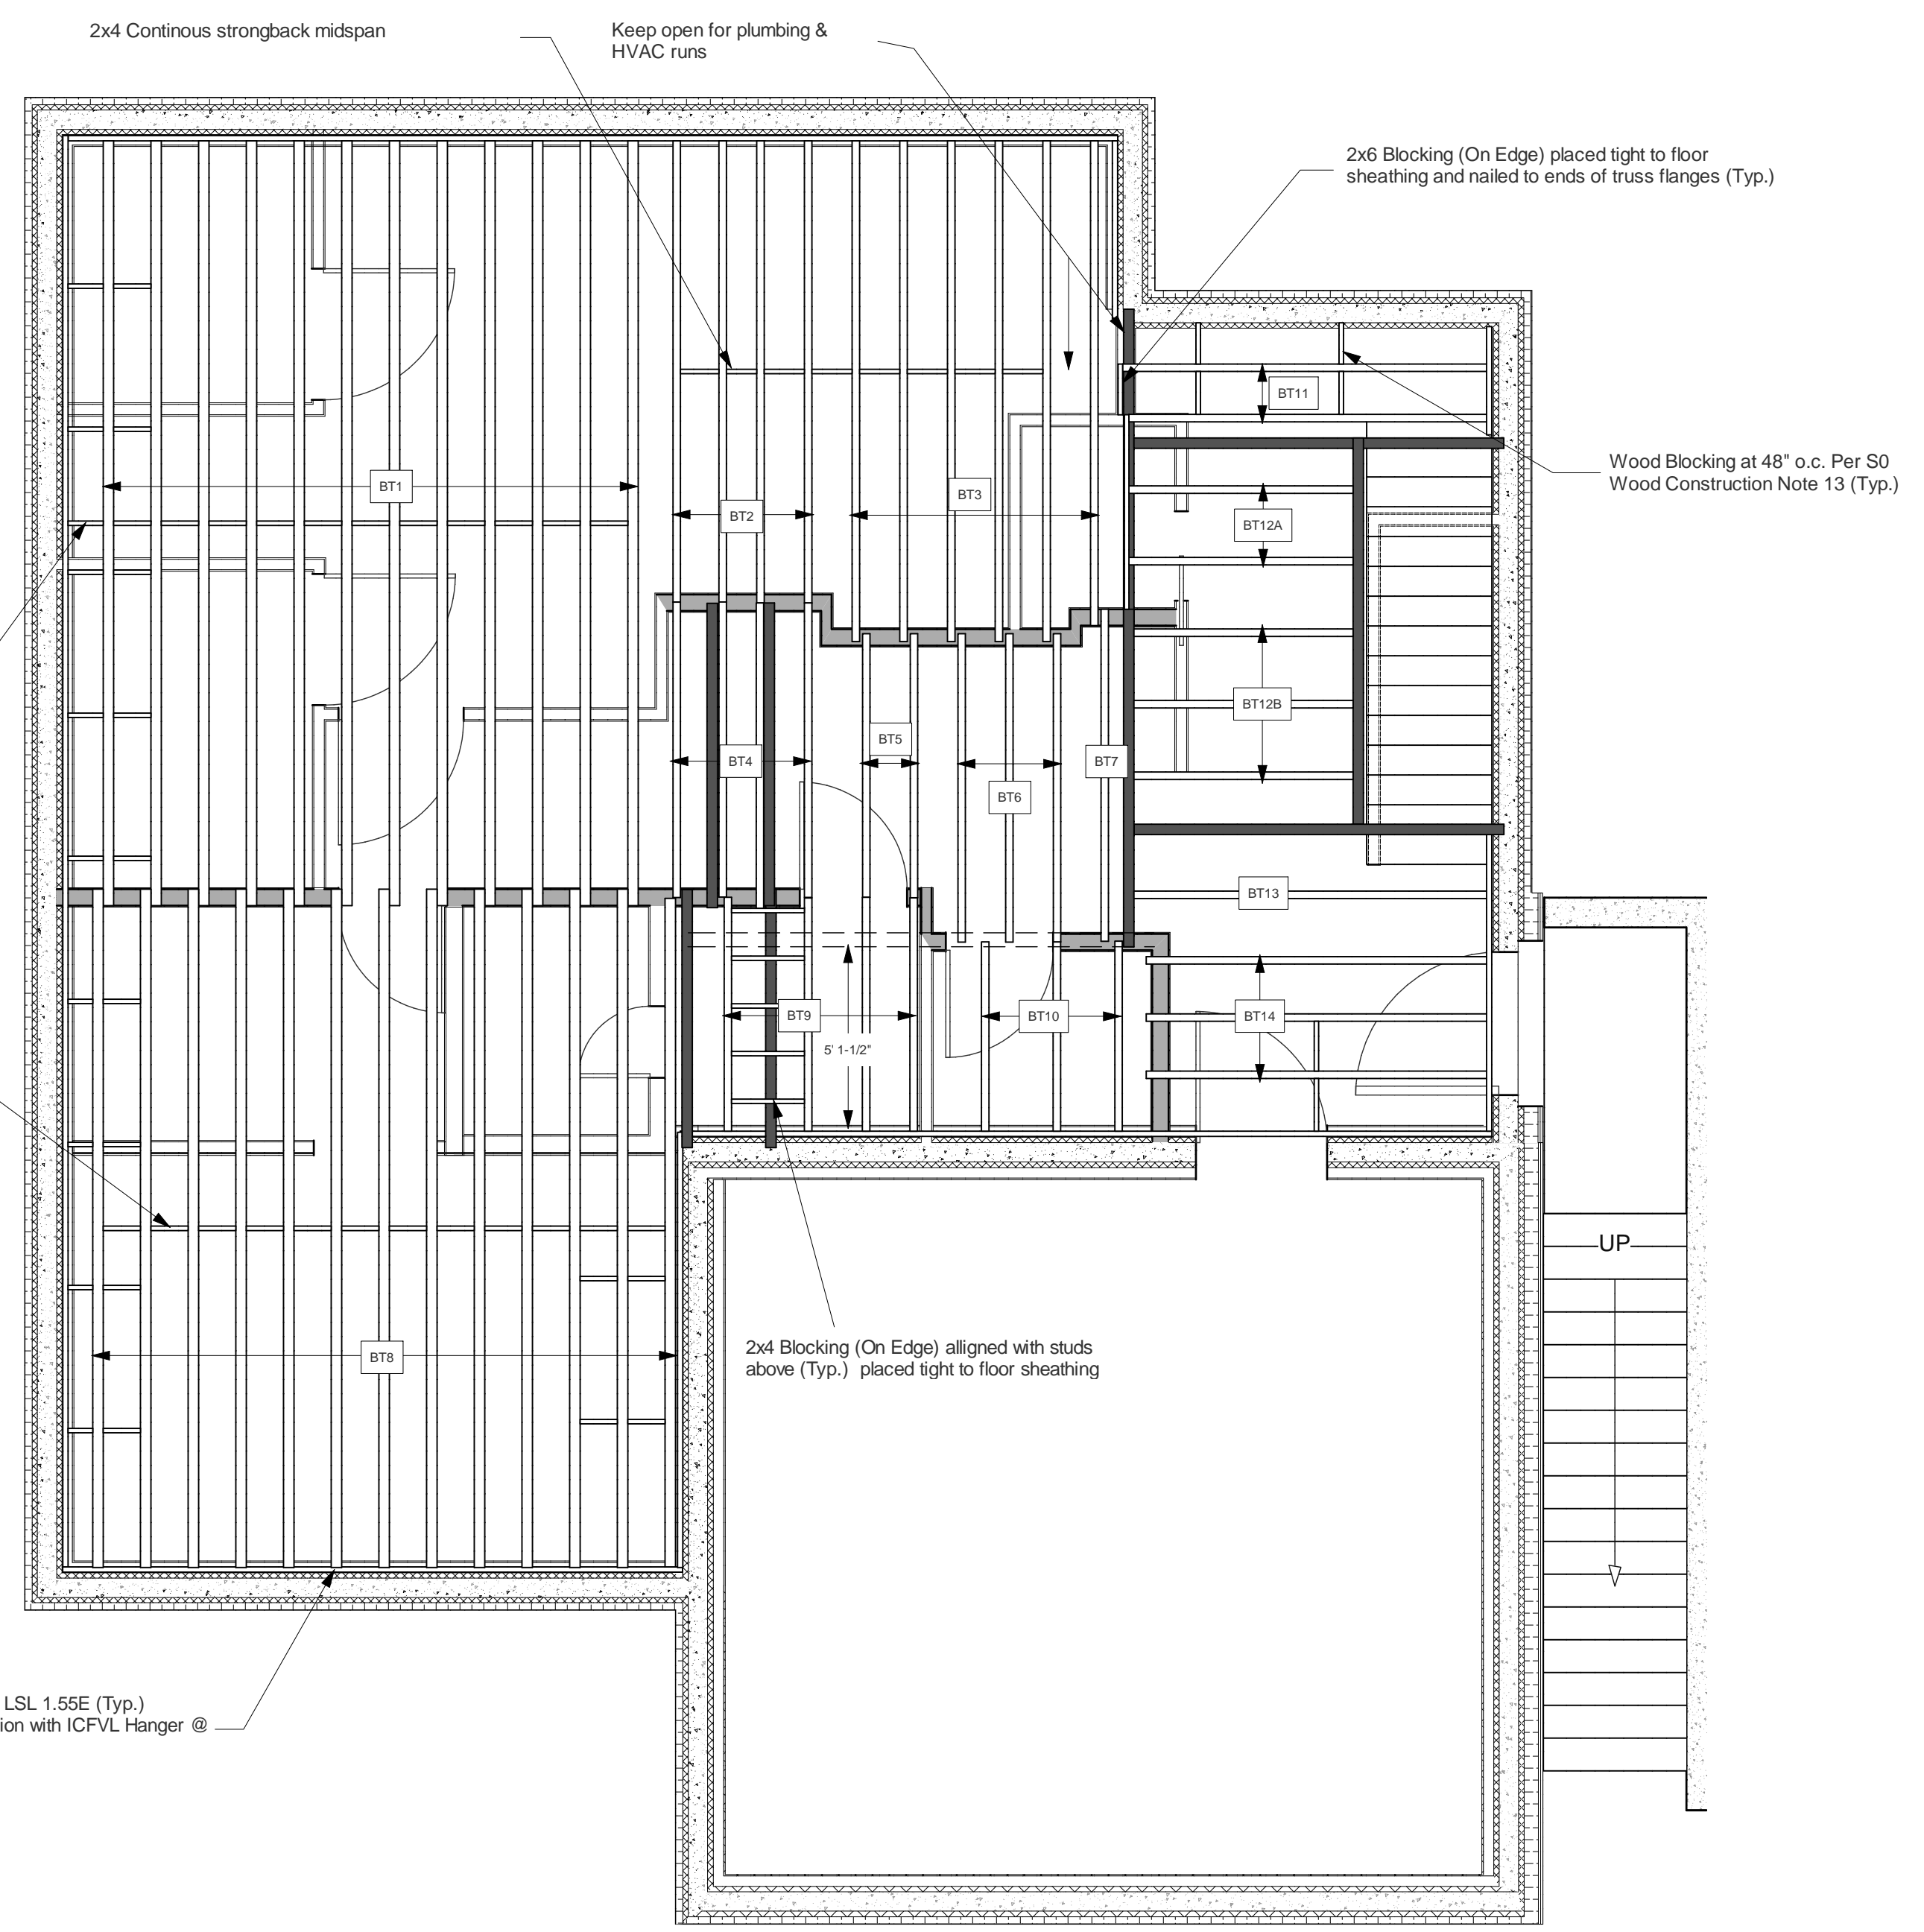 2x4 Continous strongback midspan
Keep open for plumbing &
HVAC runs
2x6 Blocking (On Edge) placed tight to floor
sheathing and nailed to ends of truss flanges (Typ.)
BT11
Wood Blocking at 48" o.c. Per S0
Wood Construction Note 13 (Typ.)
BT1
BT2
BT3
BT12A
BT12B
BT4
BT5
BT6
BT7
BT13
BT9
BT10
BT14
5' 1-1/2"
UP
2x4 Blocking (On Edge) alligned with studs
above (Typ.) placed tight to floor sheathing
BT8
LSL 1.55E (Typ.)
with ICFVL Hanger @